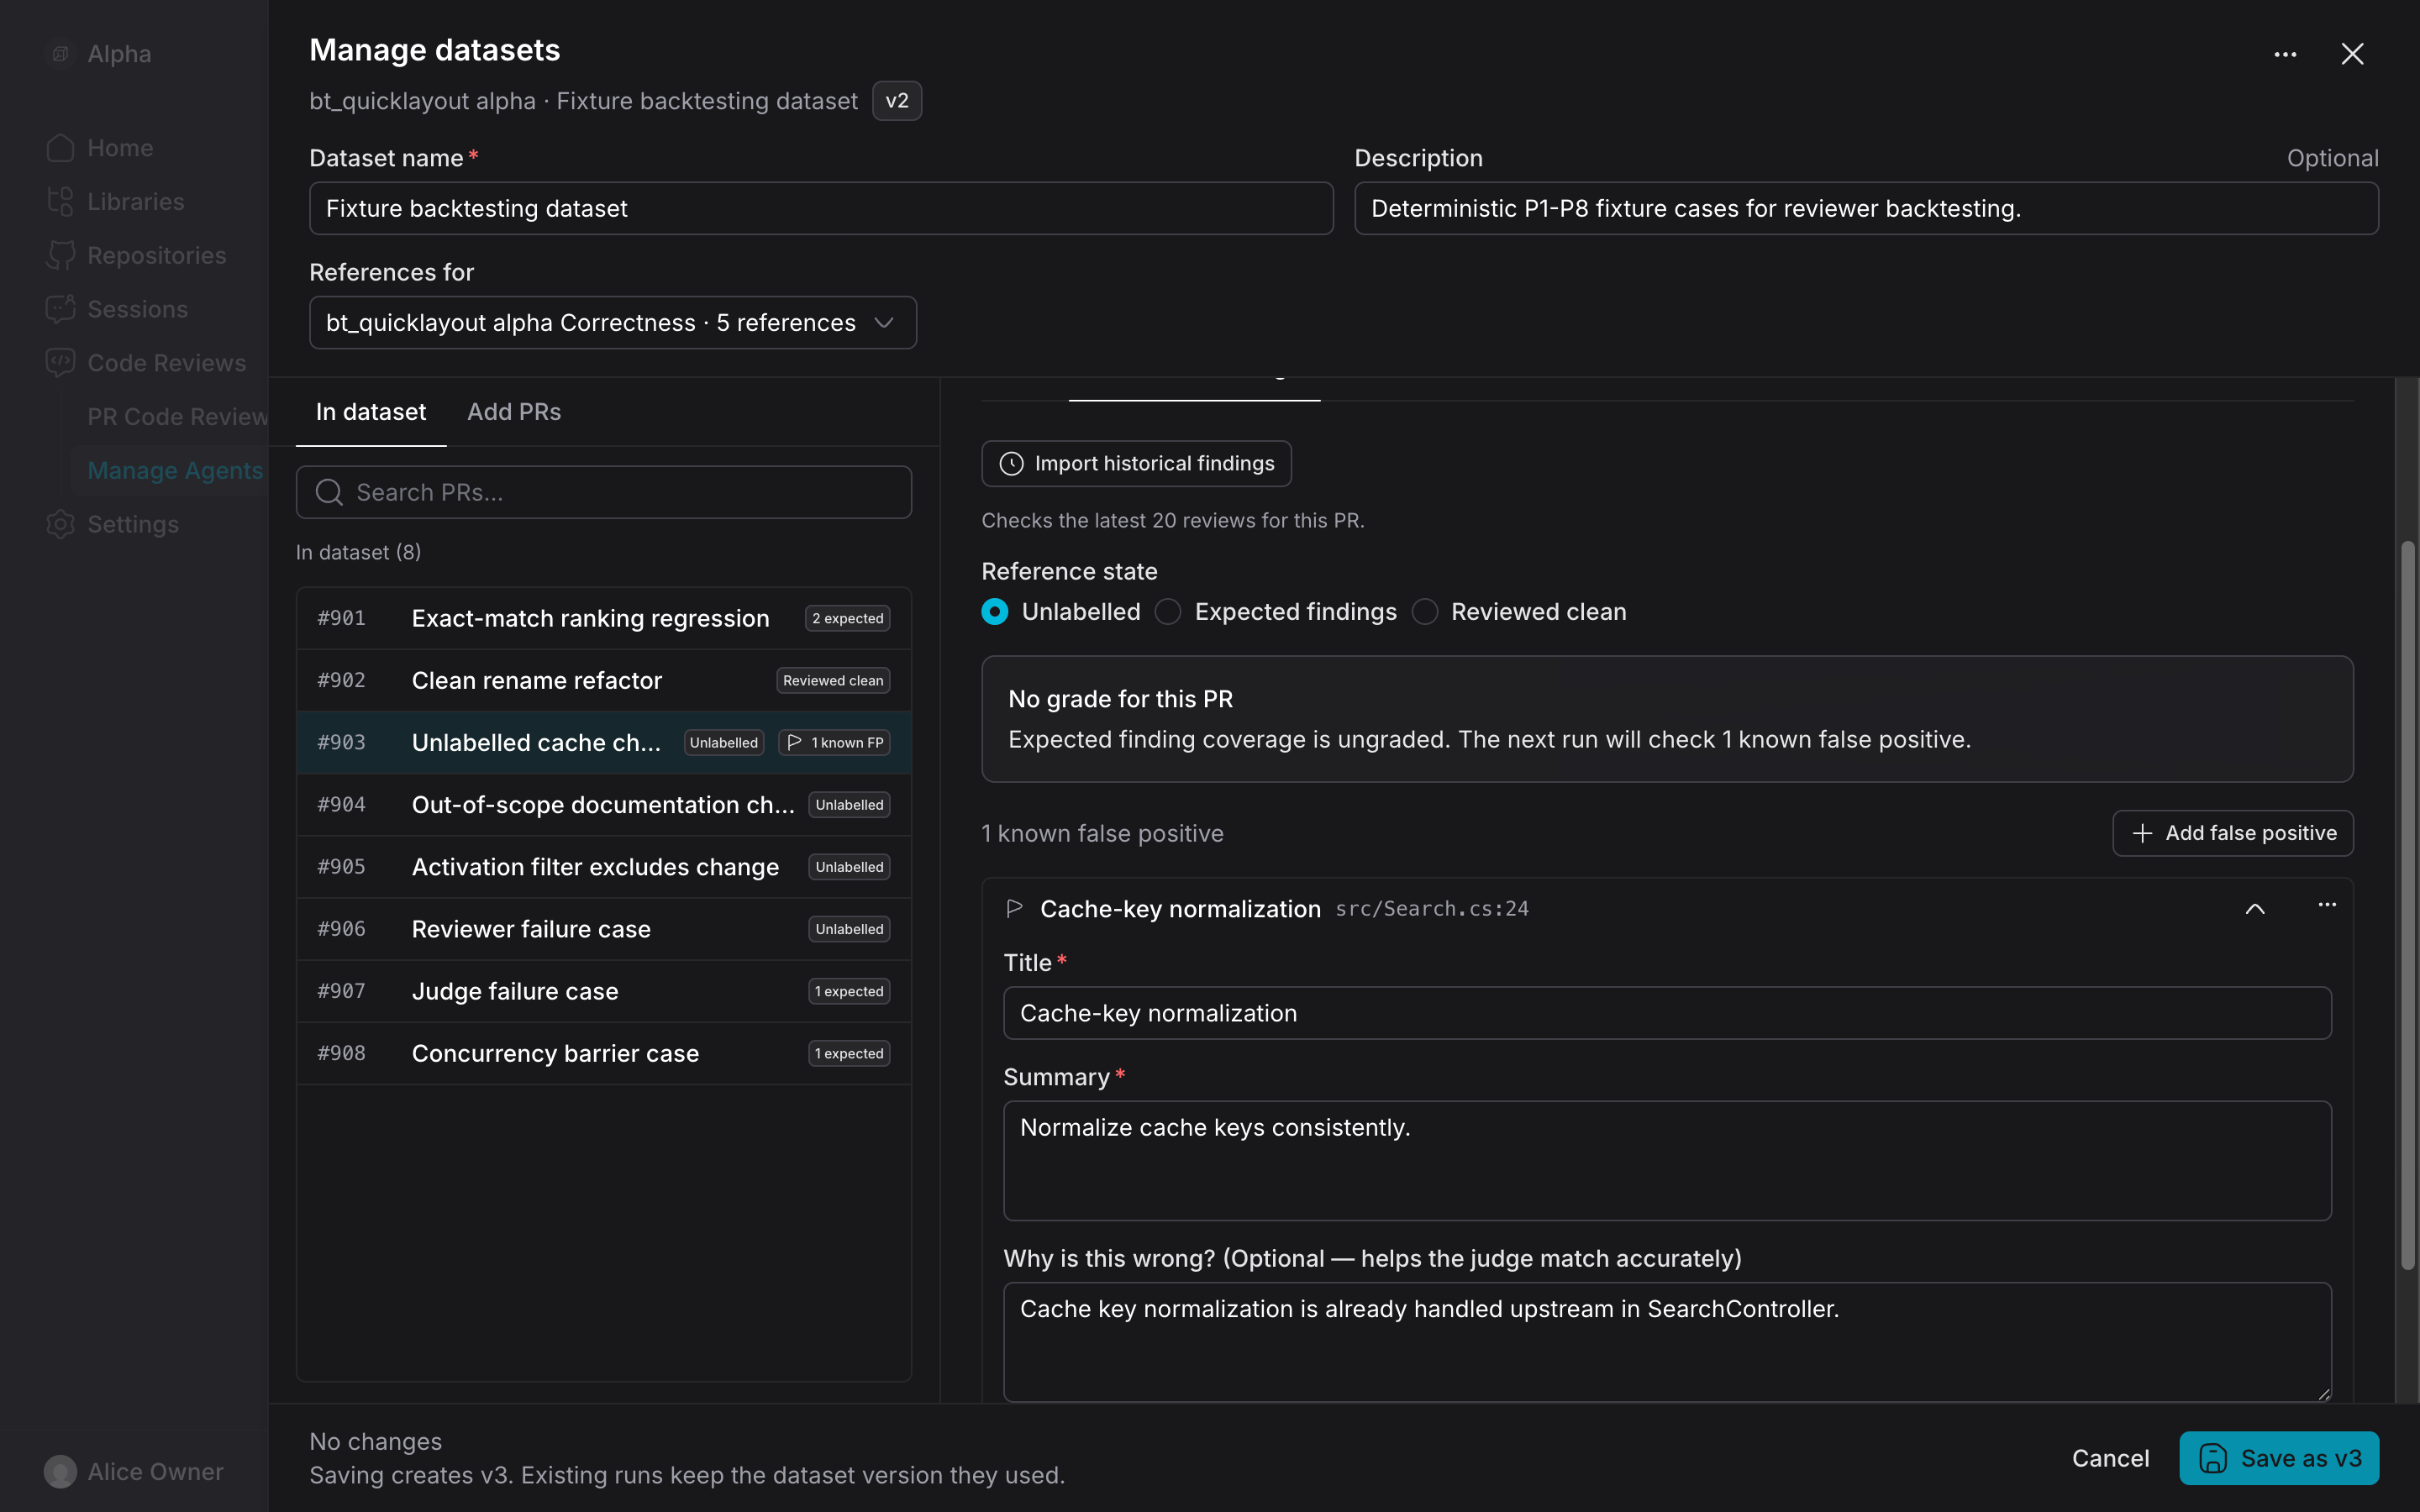 Alpha
Home
Libraries
Repositories
Sessions
Code Reviews
PR Code Review
Manage Agents
Settings
Alice Owner
Manage datasets
bt_quicklayout alpha · Fixture backtesting dataset v2
Dataset name*
Fixture backtesting dataset
Description Optional
Deterministic P1-P8 fixture cases for reviewer backtesting.
References for
bt_quicklayout alpha Correctness · 5 references
In dataset Add PRs
Search PRs...
In dataset (8)
#901 Exact-match ranking regression 2 expected
#902 Clean rename refactor Reviewed clean
#903 Unlabelled cache ch... Unlabelled 1 known FP
#904 Out-of-scope documentation ch... Unlabelled
#905 Activation filter excludes change Unlabelled
#906 Reviewer failure case Unlabelled
#907 Judge failure case 1 expected
#908 Concurrency barrier case 1 expected
Import historical findings
Checks the latest 20 reviews for this PR.
Reference state
Unlabelled Expected findings Reviewed clean
No grade for this PR
Expected finding coverage is ungraded. The next run will check 1 known false positive.
1 known false positive
Add false positive
Cache-key normalization src/Search.cs:24
Title*
Cache-key normalization
Summary*
Normalize cache keys consistently.
Why is this wrong? (Optional — helps the judge match accurately)
Cache key normalization is already handled upstream in SearchController.
No changes
Saving creates v3. Existing runs keep the dataset version they used.
Cancel
Save as v3